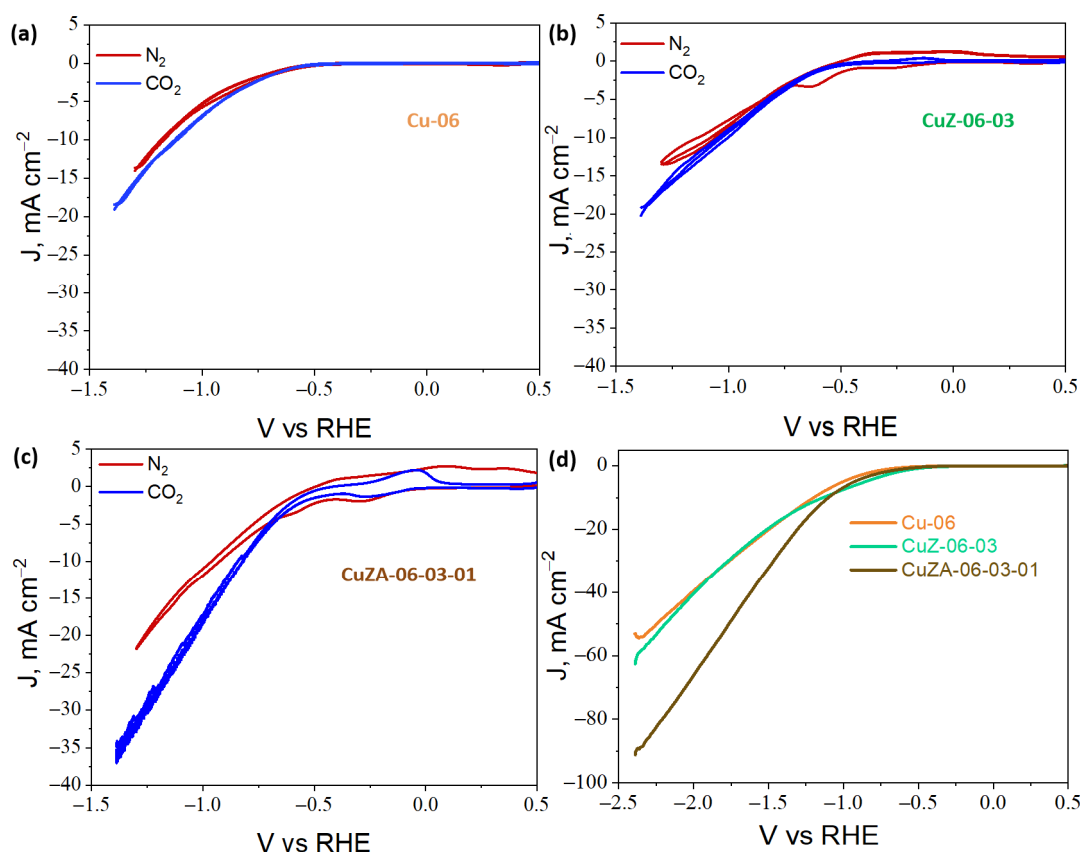 (a)
N₂
CO₂
Cu-06
5
0
−5
−10
−15
−20
−25
−30
−35
−40
J, mA cm⁻²
−1.5
−1.0
−0.5
0.0
0.5
V vs RHE
(b)
N₂
CO₂
CuZ-06-03
5
0
−5
−10
−15
−20
−25
−30
−35
−40
J, mA cm⁻²
−1.5
−1.0
−0.5
0.0
0.5
V vs RHE
(c)
N₂
CO₂
CuZA-06-03-01
5
0
−5
−10
−15
−20
−25
−30
−35
−40
J, mA cm⁻²
−1.5
−1.0
−0.5
0.0
0.5
V vs RHE
(d)
Cu-06
CuZ-06-03
CuZA-06-03-01
0
−20
−40
−60
−80
−100
J, mA cm⁻²
−2.5
−2.0
−1.5
−1.0
−0.5
0.0
0.5
V vs RHE